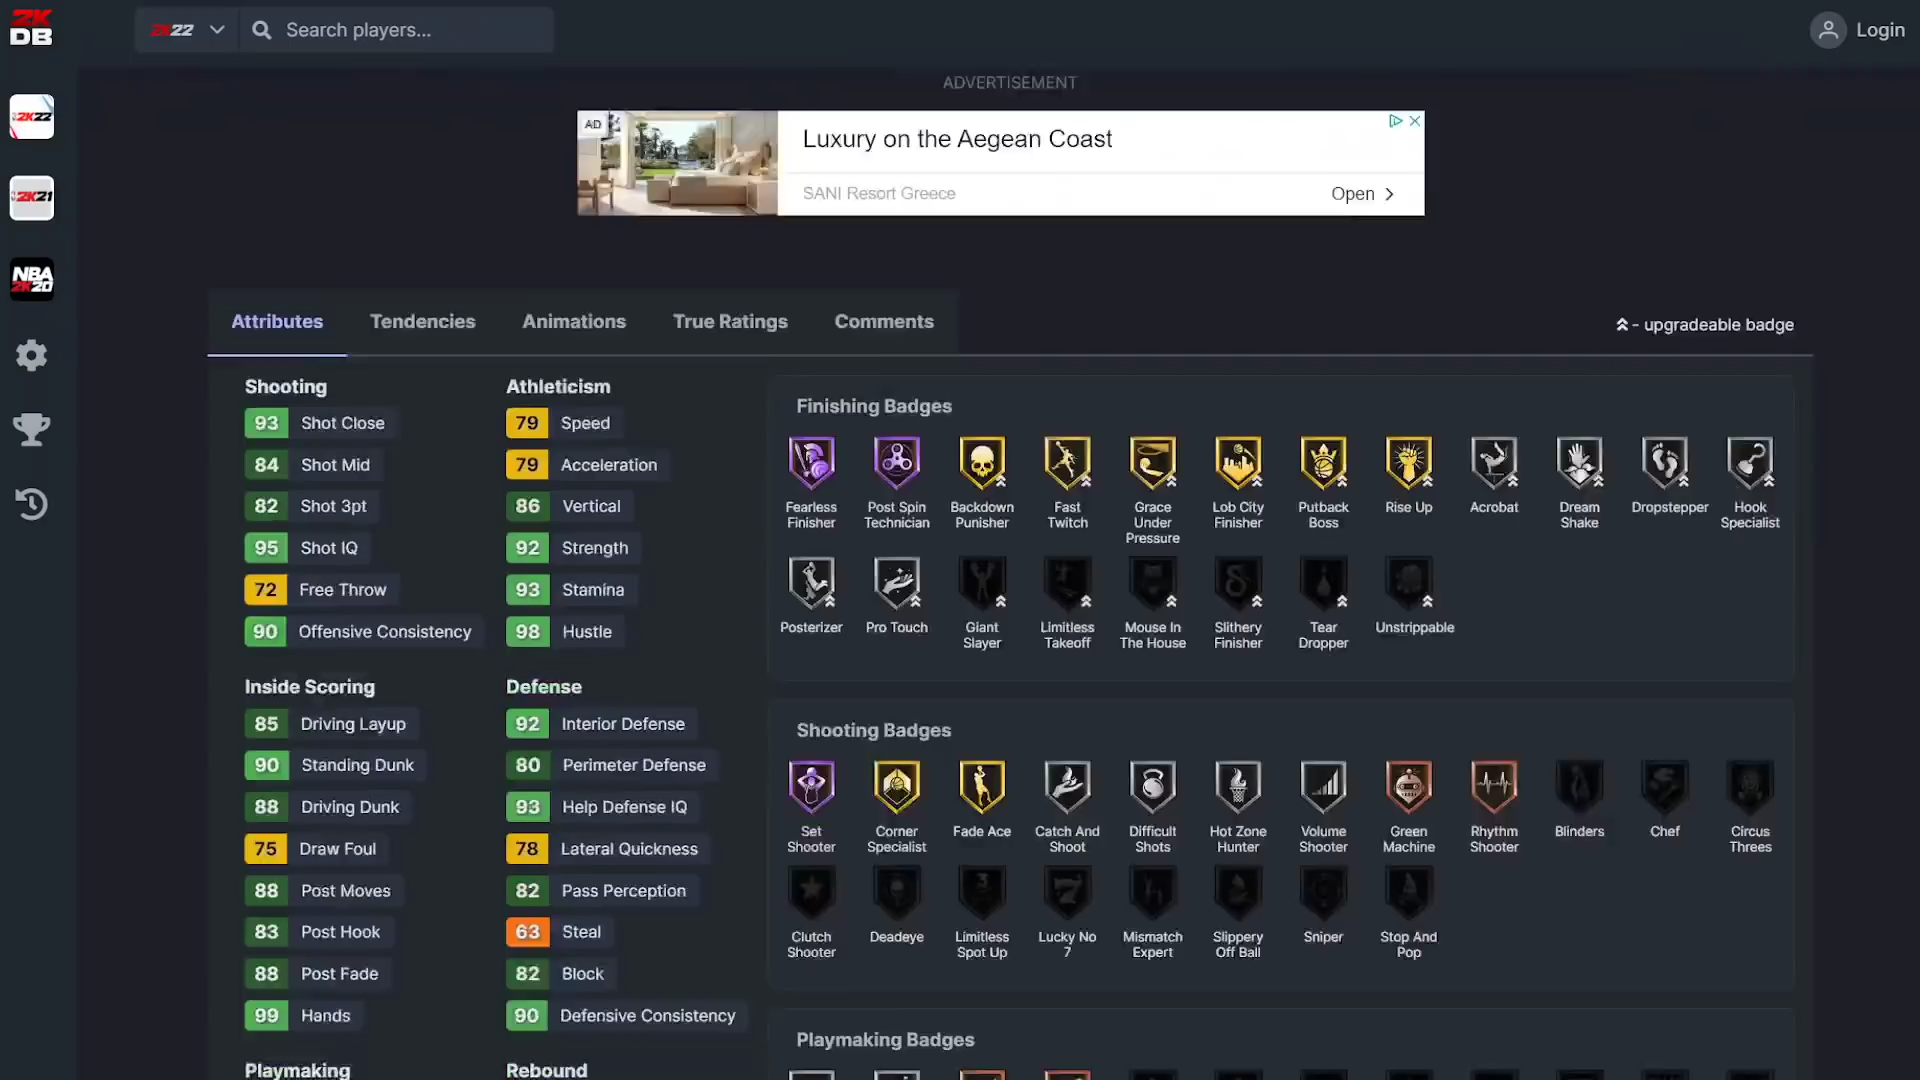 2K
DB
2K22
Search players...
Login
2K22
2K21
NBA
2K20
ADVERTISEMENT
AD
Luxury on the Aegean Coast
SANI Resort Greece
Open
Attributes
Tendencies
Animations
True Ratings
Comments
- upgradeable badge
Shooting
93 Shot Close
84 Shot Mid
82 Shot 3pt
95 Shot IQ
72 Free Throw
90 Offensive Consistency
Inside Scoring
85 Driving Layup
90 Standing Dunk
88 Driving Dunk
75 Draw Foul
88 Post Moves
83 Post Hook
88 Post Fade
99 Hands
Playmaking
Athleticism
79 Speed
79 Acceleration
86 Vertical
92 Strength
93 Stamina
98 Hustle
Defense
92 Interior Defense
80 Perimeter Defense
93 Help Defense IQ
78 Lateral Quickness
82 Pass Perception
63 Steal
82 Block
90 Defensive Consistency
Rebound
Finishing Badges
Fearless
Finisher
Post Spin
Technician
Backdown
Punisher
Fast
Twitch
Grace
Under
Pressure
Lob City
Finisher
Putback
Boss
Rise Up
Acrobat
Dream
Shake
Dropstepper
Hook
Specialist
Posterizer
Pro Touch
Giant
Slayer
Limitless
Takeoff
Mouse In
The House
Slithery
Finisher
Tear
Dropper
Unstrippable
Shooting Badges
Set
Shooter
Corner
Specialist
Fade Ace
Catch And
Shoot
Difficult
Shots
Hot Zone
Hunter
Volume
Shooter
Green
Machine
Rhythm
Shooter
Blinders
Chef
Circus
Threes
Clutch
Shooter
Deadeye
Limitless
Spot Up
Lucky No
7
Mismatch
Expert
Slippery
Off Ball
Sniper
Stop And
Pop
Playmaking Badges